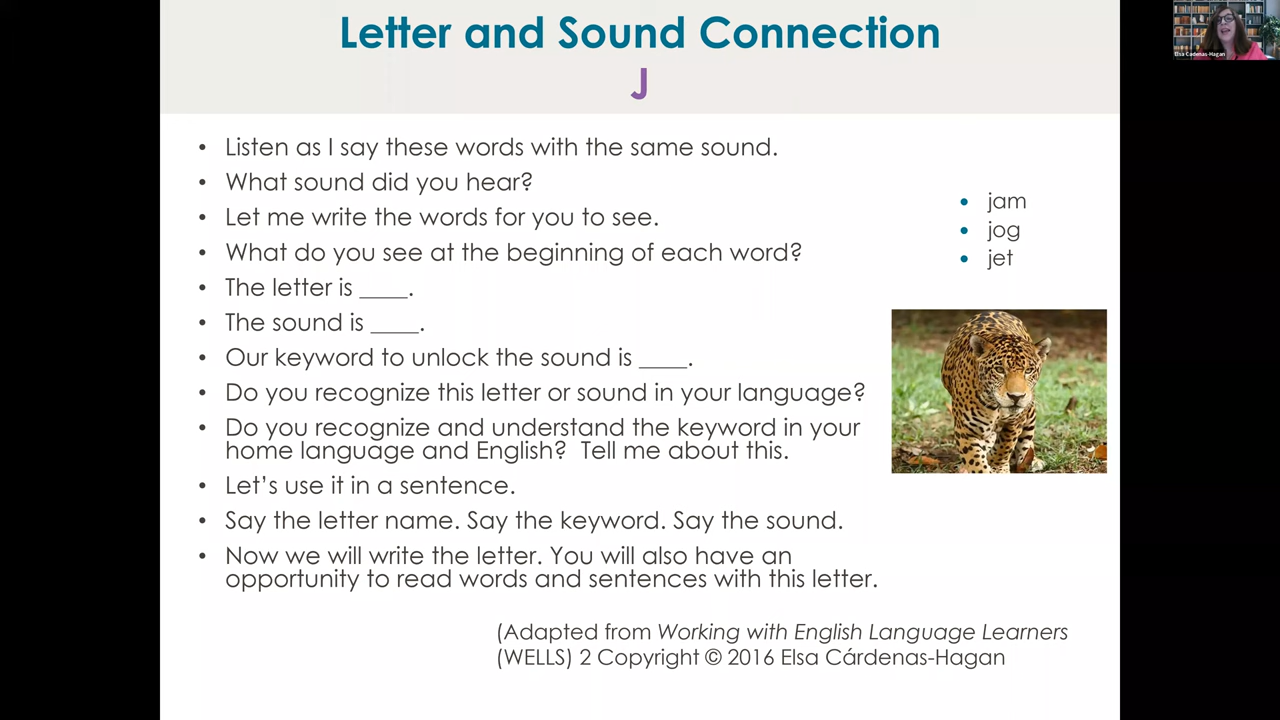 Letter and Sound Connection
J
• Listen as I say these words with the same sound.
• What sound did you hear?
• Let me write the words for you to see.
• What do you see at the beginning of each word?
• The letter is ____.
• The sound is ____.
• Our keyword to unlock the sound is ____.
• Do you recognize this letter or sound in your language?
• Do you recognize and understand the keyword in your
home language and English?  Tell me about this.
• Let's use it in a sentence.
• Say the letter name. Say the keyword. Say the sound.
• Now we will write the letter. You will also have an
opportunity to read words and sentences with this letter.
• jam
• jog
• jet
(Adapted from Working with English Language Learners
(WELLS) 2 Copyright © 2016 Elsa Cárdenas-Hagan
Elsa Cadenas-Hagan